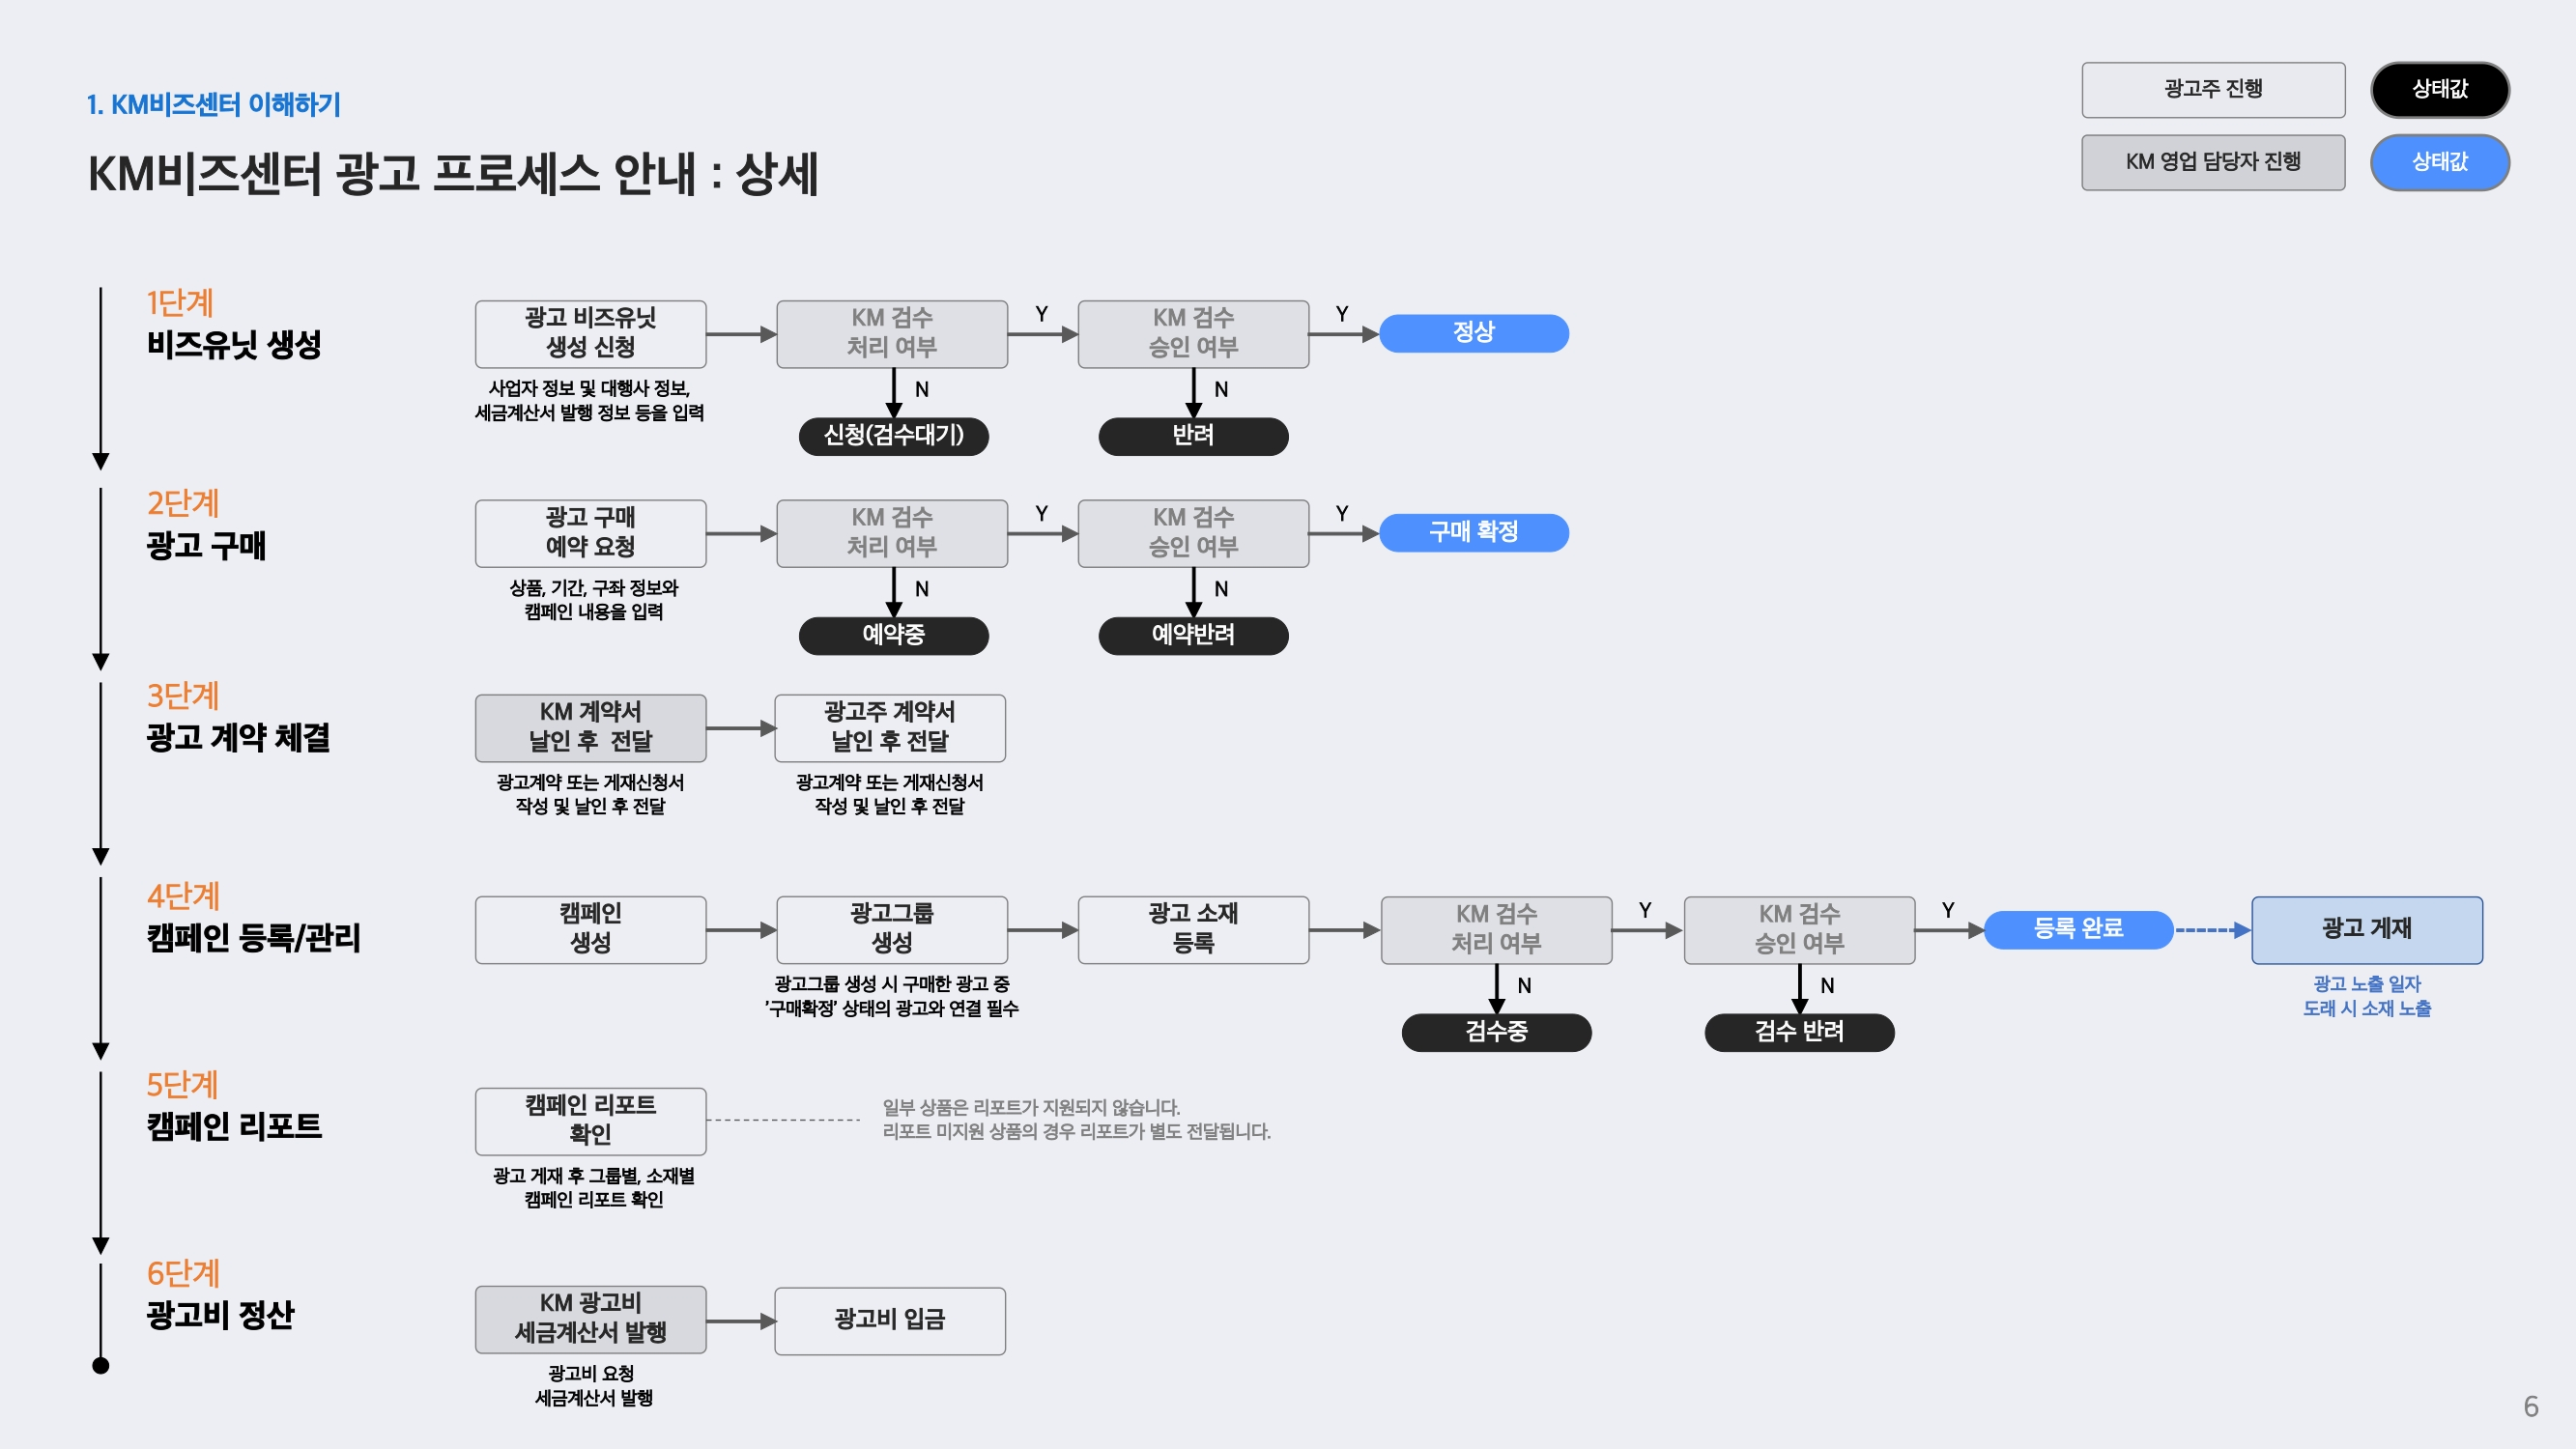 1. KM비즈센터 이해하기
KM비즈센터 광고 프로세스 안내 : 상세
광고주 진행
상태값
KM 영업 담당자 진행
상태값
1단계
비즈유닛 생성
광고 비즈유닛
생성 신청
사업자 정보 및 대행사 정보,
세금계산서 발행 정보 등을 입력
KM 검수
처리 여부
Y
N
신청(검수대기)
KM 검수
승인 여부
Y
N
반려
정상
2단계
광고 구매
광고 구매
예약 요청
상품, 기간, 구좌 정보와
캠페인 내용을 입력
KM 검수
처리 여부
Y
N
예약중
KM 검수
승인 여부
Y
N
예약반려
구매 확정
3단계
광고 계약 체결
KM 계약서
날인 후 전달
광고계약 또는 게재신청서
작성 및 날인 후 전달
광고주 계약서
날인 후 전달
광고계약 또는 게재신청서
작성 및 날인 후 전달
4단계
캠페인 등록/관리
캠페인
생성
광고그룹
생성
광고그룹 생성 시 구매한 광고 중
'구매확정' 상태의 광고와 연결 필수
광고 소재
등록
KM 검수
처리 여부
Y
N
검수중
KM 검수
승인 여부
Y
N
검수 반려
등록 완료
광고 게재
광고 노출 일자
도래 시 소재 노출
5단계
캠페인 리포트
캠페인 리포트
확인
광고 게재 후 그룹별, 소재별
캠페인 리포트 확인
일부 상품은 리포트가 지원되지 않습니다.
리포트 미지원 상품의 경우 리포트가 별도 전달됩니다.
6단계
광고비 정산
KM 광고비
세금계산서 발행
광고비 요청
세금계산서 발행
광고비 입금
6